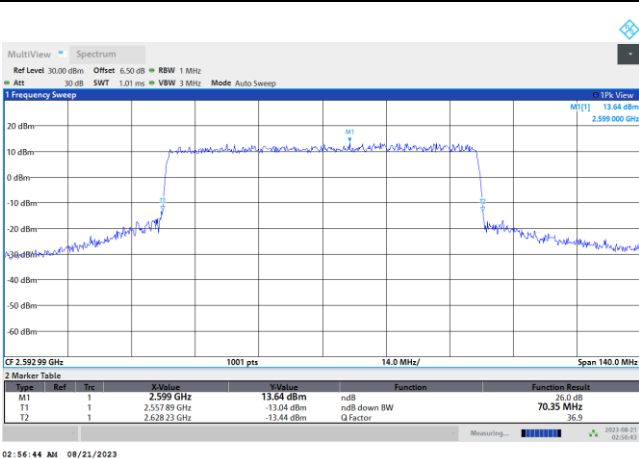 MultiView Spectrum
Ref Level 30.00 dBm Offset 6.50 dB RBW 1 MHz
Att 30 dB SWT 1.01 ms VBW 3 MHz Mode Auto Sweep
1 Frequency Sweep 1Pk View
M1[1] 13.64 dBm
2.599 000 GHz
M1
20 dBm
10 dBm
0 dBm
-10 dBm
-20 dBm
-30 dBm
-40 dBm
-50 dBm
-60 dBm
CF 2.592 99 GHz 1001 pts 14.0 MHz/ Span 140.0 MHz
2 Marker Table
Type Ref Trc X-Value Y-Value Function Function Result
M1 1 2.599 GHz 13.64 dBm ndB 26.0 dB
T1 1 2.557 89 GHz -13.04 dBm ndB down BW 70.35 MHz
T2 1 2.628 23 GHz -13.44 dBm Q Factor 36.9
Measuring... 2023-08-21
02:56:43
02:56:44 AM 08/21/2023